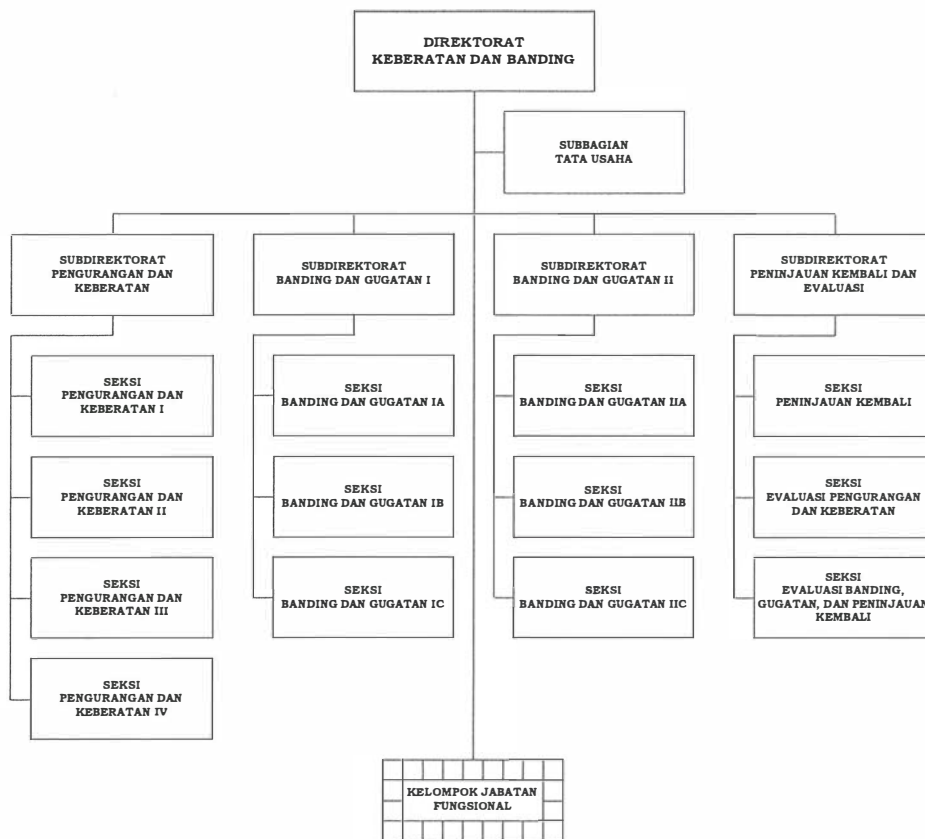 DIREKTORAT
KEBERATAN DAN BANDING
SUBBAGIAN
TATA USAHA
SUBDIREKTORAT
PENGURANGAN DAN
KEBERATAN
SUBDIREKTORAT
BANDING DAN GUGATAN I
SUBDIREKTORAT
BANDING DAN GUGATAN II
SUBDIREKTORAT
PENINJAUAN KEMBALI DAN
EVALUASI
SEKSI
PENGURANGAN DAN
KEBERATAN I
SEKSI
BANDING DAN GUGATAN IA
SEKSI
BANDING DAN GUGATAN IIA
SEKSI
PENINJAUAN KEMBALI
SEKSI
PENGURANGAN DAN
KEBERATAN II
SEKSI
BANDING DAN GUGATAN IB
SEKSI
BANDING DAN GUGATAN IIB
SEKSI
EVALUASI PENGURANGAN
DAN KEBERATAN
SEKSI
PENGURANGAN DAN
KEBERATAN III
SEKSI
BANDING DAN GUGATAN IC
SEKSI
BANDING DAN GUGATAN IIC
SEKSI
EVALUASI BANDING,
GUGATAN, DAN PENINJAUAN
KEMBALI
SEKSI
PENGURANGAN DAN
KEBERATAN IV
KELOMPOK JABATAN
FUNGSIONAL